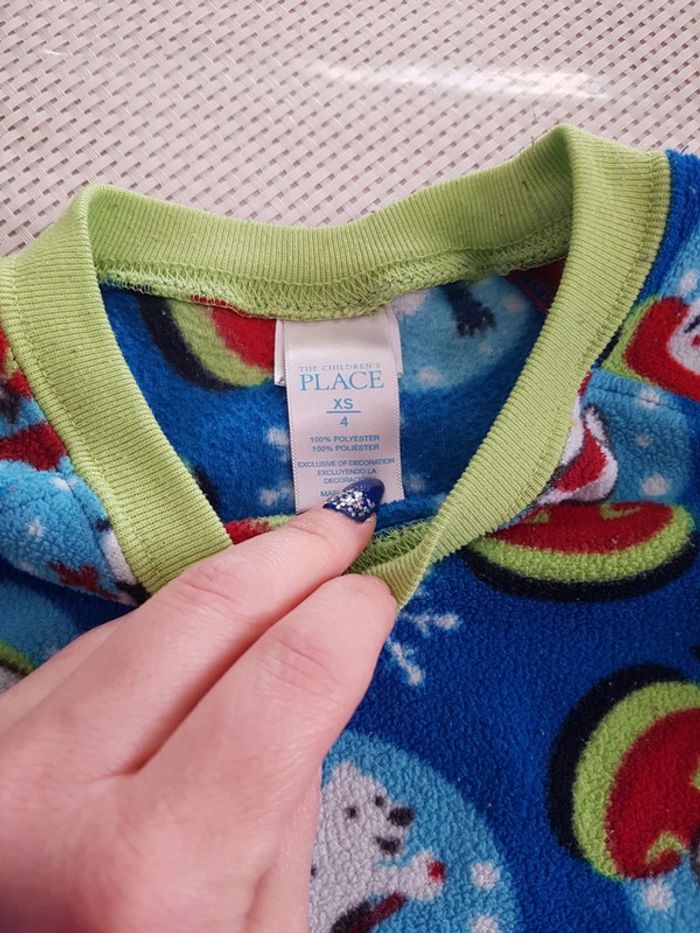 THE CHILDREN'S
PLACE
XS
4
100% POLYESTER
100% POLIÉSTER
EXCLUSIVE OF DECORATION
EXCLUYENDO LA